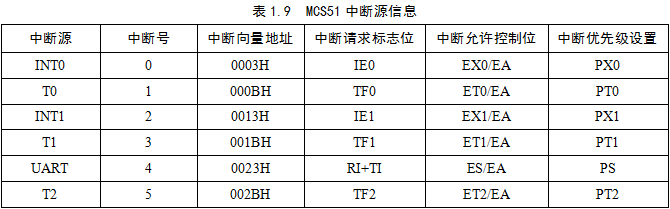 表 1.9 MCS51 中断源信息
中断源 中断号 中断向量地址 中断请求标志位 中断允许控制位 中断优先级设置
INT0 0 0003H IE0 EX0/EA PX0
T0 1 000BH TF0 ET0/EA PT0
INT1 2 0013H IE1 EX1/EA PX1
T1 3 001BH TF1 ET1/EA PT1
UART 4 0023H RI+TI ES/EA PS
T2 5 002BH TF2 ET2/EA PT2